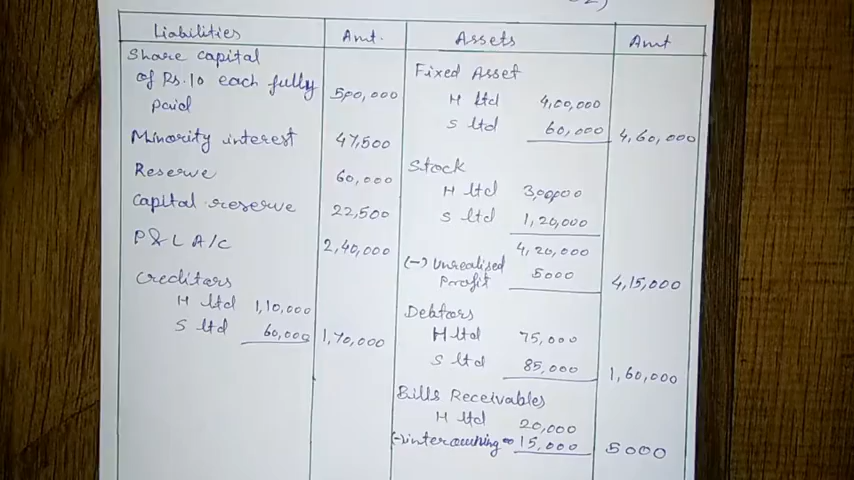 Liabilities Amt. Assets Amt
Share capital
of Rs.10 each fully 500,000
paid
Minority interest 47,500
Reserve 60,000
Capital reserve 22,500
P&L A/C 2,40,000
Creditors
H ltd 1,10,000
S ltd 60,000 1,70,000
Fixed Asset
H ltd 4,00,000
S ltd 60,000 4,60,000
Stock
H ltd 3,00,000
S ltd 1,20,000
4,20,000
(-) Unrealised 5000
Profit 4,15,000
Debtors
H ltd 75,000
S ltd 85,000 1,60,000
Bills Receivables
H ltd 20,000
15,000 5000